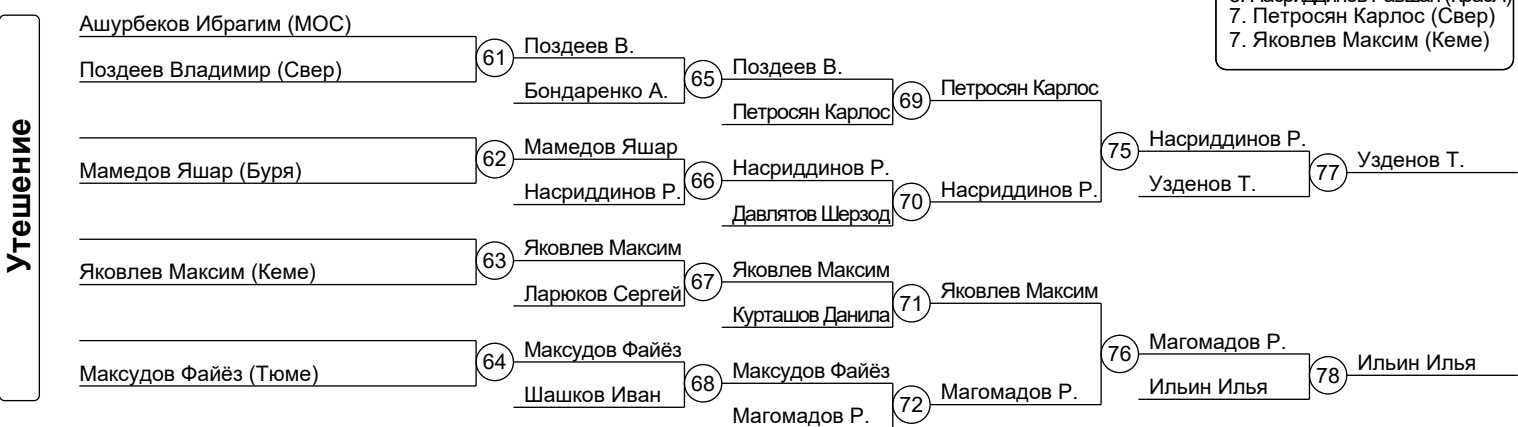 Утешение
7. Петросян Карлос (Свер)
7. Яковлев Максим (Кеме)
Ашурбеков Ибрагим (МОС)
Поздеев Владимир (Свер)
61
Поздеев В.
Бондаренко А.
65
Поздеев В.
Петросян Карлос
69
Петросян Карлос
Мамедов Яшар (Буря)
62
Мамедов Яшар
Насриддинов Р.
66
Насриддинов Р.
Давлятов Шерзод
70
Насриддинов Р.
75
Насриддинов Р.
Узденов Т.
77
Узденов Т.
Яковлев Максим (Кеме)
63
Яковлев Максим
Ларюков Сергей
67
Яковлев Максим
Курташов Данила
71
Яковлев Максим
Максудов Файёз (Тюме)
64
Максудов Файёз
Шашков Иван
68
Максудов Файёз
Магомадов Р.
72
Магомадов Р.
76
Магомадов Р.
Ильин Илья
78
Ильин Илья